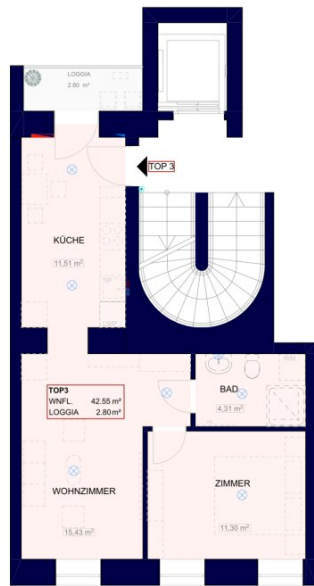 LOGGIA
2.80 m²
TOP 3
KÜCHE
11,51 m²
TOP3
WNFL. 42.55 m²
LOGGIA 2.80 m²
BAD
4,31 m²
WOHNZIMMER
15,43 m²
ZIMMER
11,30 m²